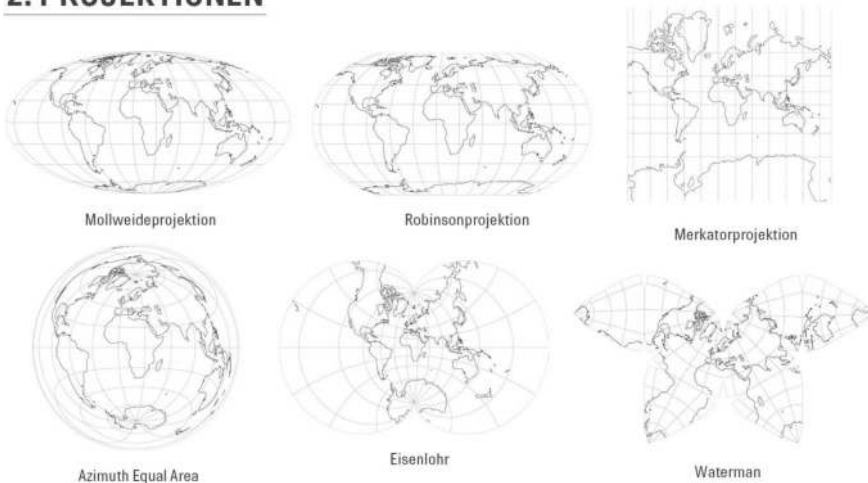 2. PROJEKTIONEN
Mollweideprojektion
Robinsonprojektion
Merkatorprojektion
Azimuth Equal Area
Eisenlohr
Waterman